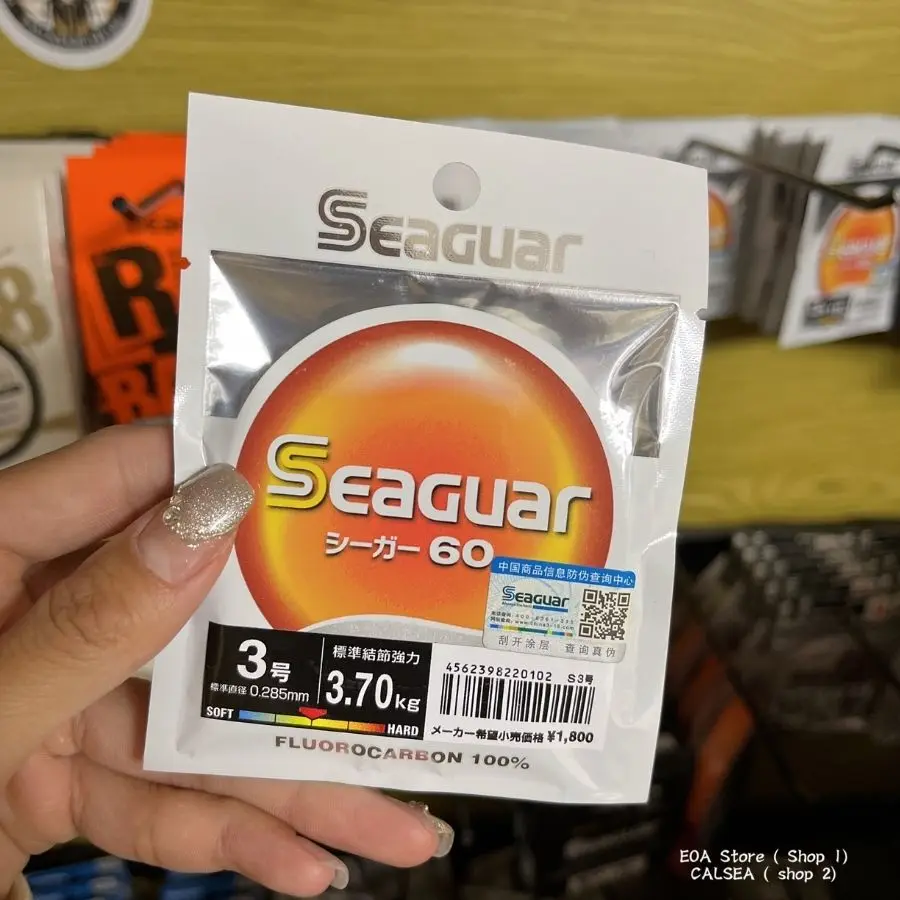 Seaguar
Seaguar
シーガー 60
中国商品信息防伪查询中心
Seaguar
刮开涂层 查询真伪
3号
標準直径 0.285mm
標準結節強力
3.70kg
SOFT
HARD
4562398220102 S3号
メーカー希望小売価格 ¥1,800
FLUOROCARBON 100%
Seaguar
EOA Store ( Shop 1)
CALSEA ( shop 2)